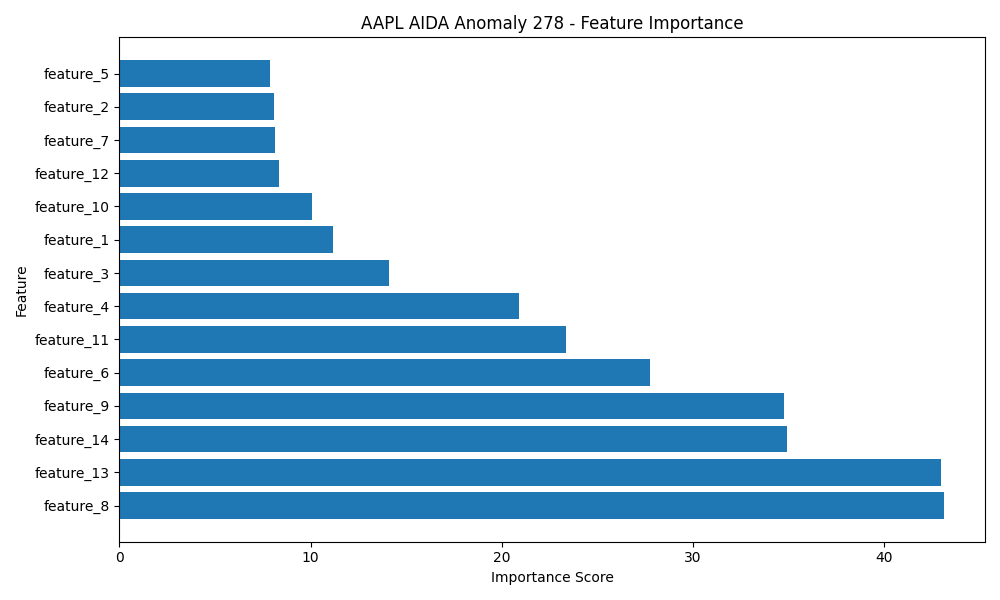 AAPL AIDA Anomaly 278 - Feature Importance
feature_5
feature_2
feature_7
feature_12
feature_10
feature_1
feature_3
feature_4
feature_11
feature_6
feature_9
feature_14
feature_13
feature_8
Feature
0 10 20 30 40
Importance Score